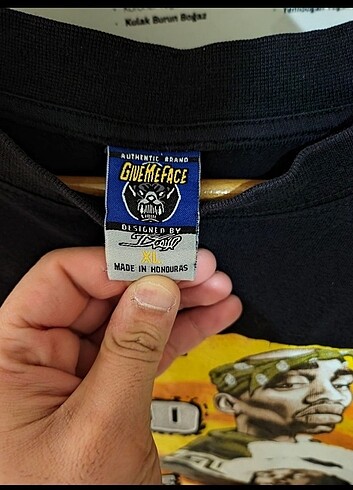 Kulak Burun Boğaz
AUTHENTIC BRAND
GIVEMEFACE
DESIGNED BY
XL
MADE IN HONDURAS